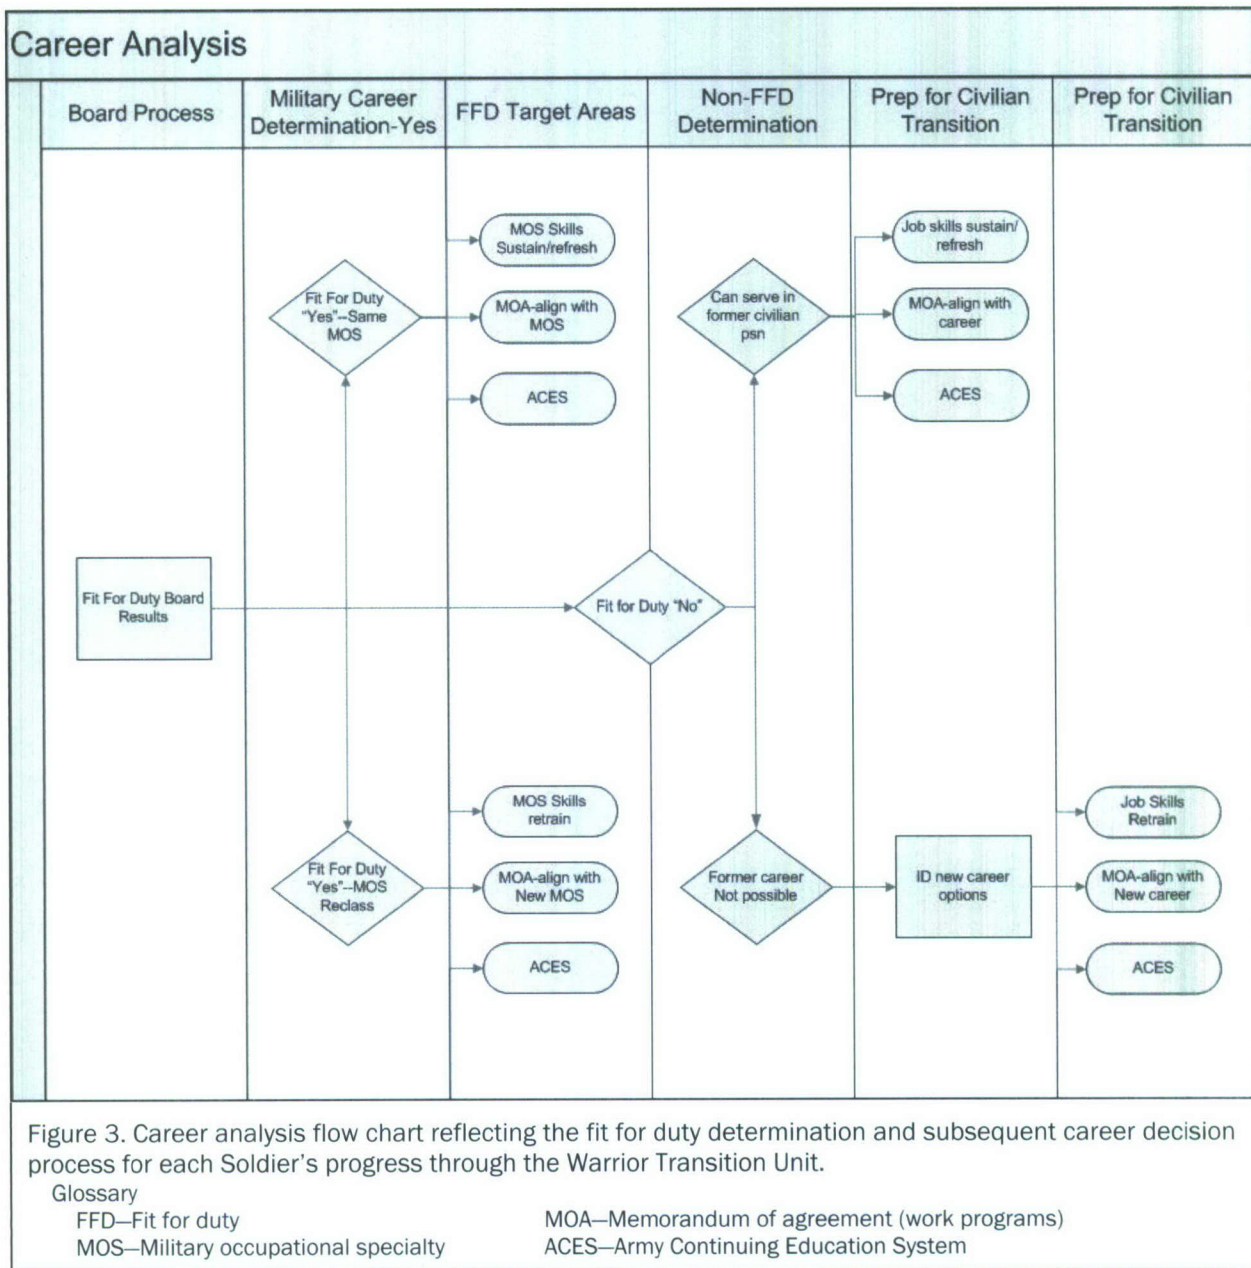 Career Analysis
Board Process
Military Career
Determination-Yes
FFD Target Areas
Non-FFD
Determination
Prep for Civilian
Transition
Prep for Civilian
Transition
MOS Skills
Sustain/refresh
Fit For Duty
"Yes"--Same
MOS
MOA-align with
MOS
ACES
Can serve in
former civilian
psn
Job skills sustain/
refresh
MOA-align with
career
ACES
Fit For Duty Board
Results
Fit for Duty "No"
MOS Skills
retrain
Fit For Duty
"Yes"--MOS
Reclass
MOA-align with
New MOS
ACES
Former career
Not possible
ID new career
options
Job Skills
Retrain
MOA-align with
New career
ACES
Figure 3. Career analysis flow chart reflecting the fit for duty determination and subsequent career decision
process for each Soldier's progress through the Warrior Transition Unit.
Glossary
FFD—Fit for duty
MOA—Memorandum of agreement (work programs)
MOS—Military occupational specialty
ACES—Army Continuing Education System